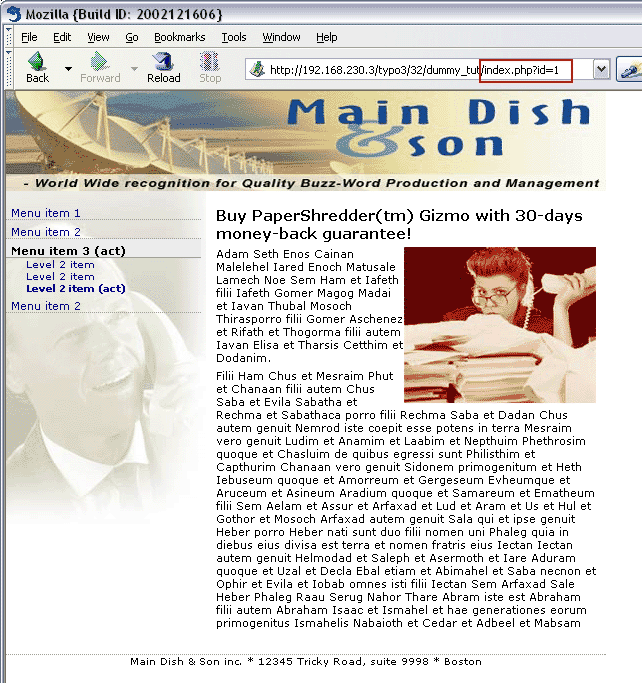 Mozilla {Build ID: 2002121606}
File Edit View Go Bookmarks Tools Window Help
Back Forward Reload Stop http://192.168.230.3/typo3/32/dummy_tut/index.php?id=1
Main Dish
& son
- World Wide recognition for Quality Buzz-Word Production and Management
Menu item 1
Menu item 2
Menu item 3 (act)
Level 2 item
Level 2 item
Level 2 item (act)
Menu item 2
Buy PaperShredder(tm) Gizmo with 30-days
money-back guarantee!
Adam Seth Enos Cainan
Malelehel Iared Enoch Matusale
Lamech Noe Sem Ham et Iafeth
filii Iafeth Gomer Magog Madai
et Iavan Thubal Mosoch
Thirasporro filii Gomer Aschenez
et Rifath et Thogorma filii autem
Iavan Elisa et Tharsis Cetthim et
Dodanim.
Filii Ham Chus et Mesraim Phut
et Chanaan filii autem Chus
Saba et Evila Sabatha et
Rechma et Sabathaca porro filii Rechma Saba et Dadan Chus
autem genuit Nemrod iste coepit esse potens in terra Mesraim
vero genuit Ludim et Anamim et Laabim et Nepthuim Phethrosim
quoque et Chasluim de quibus egressi sunt Philisthim et
Capthurim Chanaan vero genuit Sidonem primogenitum et Heth
Iebuseum quoque et Amorreum et Gergeseum Evheumque et
Aruceum et Asineum Aradium quoque et Samareum et Ematheum
filii Sem Aelam et Assur et Arfaxad et Lud et Aram et Us et Hul et
Gothor et Mosoch Arfaxad autem genuit Sala qui et ipse genuit
Heber porro Heber nati sunt duo filii nomen uni Phaleg quia in
diebus eius divisa est terra et nomen fratris eius Iectan Iectan
autem genuit Helmodad et Saleph et Asermoth et Iare Aduram
quoque et Uzal et Decla Ebal etiam et Abimahel et Saba necnon et
Ophir et Evila et Iobab omnes isti filii Iectan Sem Arfaxad Sale
Heber Phaleg Raau Serug Nahor Thare Abram iste est Abraham
filii autem Abraham Isaac et Ismahel et hae generationes eorum
primogenitus Ismahelis Nabaioth et Cedar et Adbeel et Mabsam
Main Dish & Son inc. * 12345 Tricky Road, suite 9998 * Boston